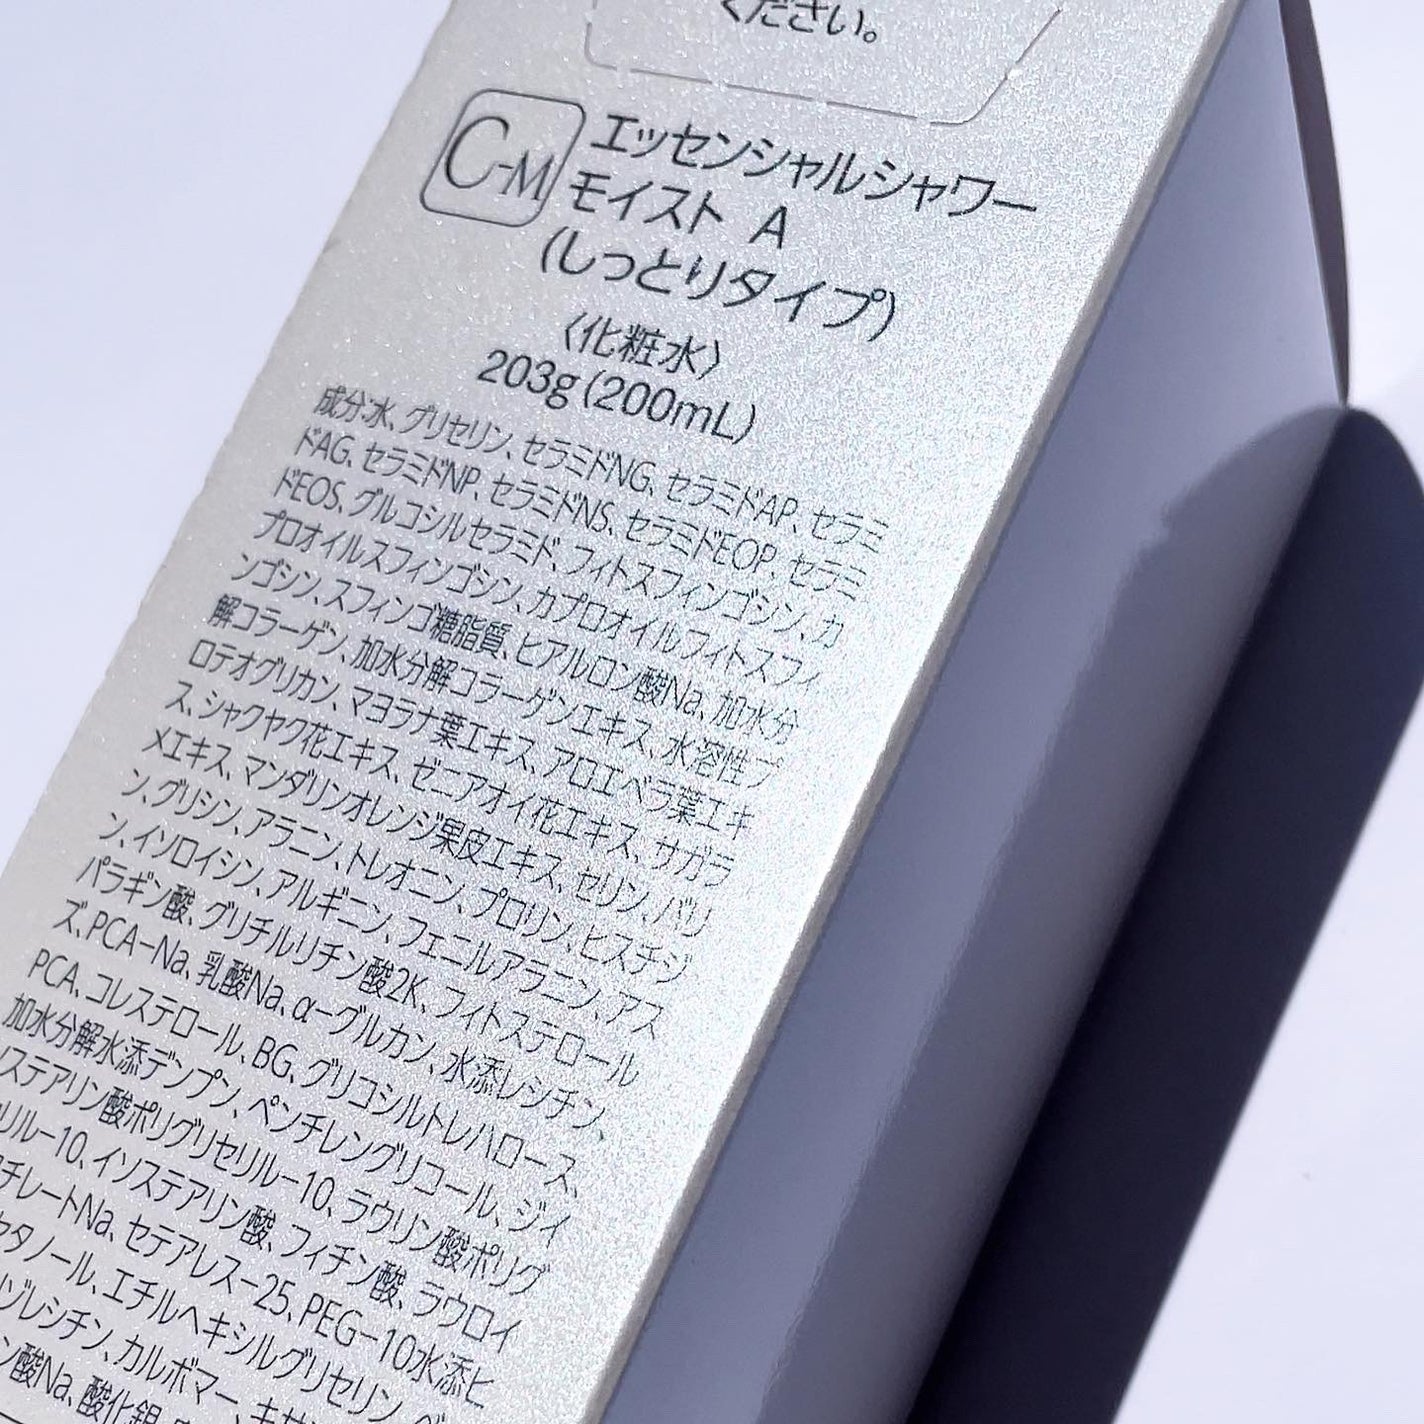 ください。
C-M
エッセンシャルシャワー
モイスト A
(しっとりタイプ)
〈化粧水〉
203g(200mL)
成分:水、グリセリン、セラミドNG、セラミドAP、セラミ
ドAG、セラミドNP、セラミドNS、セラミドEOP、セラミ
ドEOS、グルコシルセラミド、フィトスフィンゴシン、カ
プロオイルスフィンゴシン、カプロオイルフィトスフィ
ンゴシン、スフィンゴ糖脂質、ヒアルロン酸Na、加水分
解コラーゲン、加水分解コラーゲンエキス、水溶性プ
ロテオグリカン、マヨラナ葉エキス、アロエベラ葉エキ
ス、シャクヤク花エキス、ゼニアオイ花エキス、サガラ
メエキス、マンダリンオレンジ果皮エキス、セリン、バリ
ン、グリシン、アラニン、トレオニン、プロリン、ヒスチジ
ン、イソロイシン、アルギニン、フェニルアラニン、アス
パラギン酸、グリチルリチン酸2K、フィトステロール
ズ、PCA-Na、乳酸Na、α-グルカン、水添レシチン、
PCA、コレステロール、BG、グリコシルトレハロース、
加水分解水添デンプン、ペンチレングリコール、ジイ
ソステアリン酸ポリグリセリル-10、ラウリン酸ポリグ
リル-10、イソステアリン酸、フィチン酸、ラウロイ
チレートNa、セテアレス-25、PEG-10水添ヒ
タノール、エチルヘキシルグリセリン、
ゾレシチン、カルボマー、キサン
ン酸Na、酸化銀